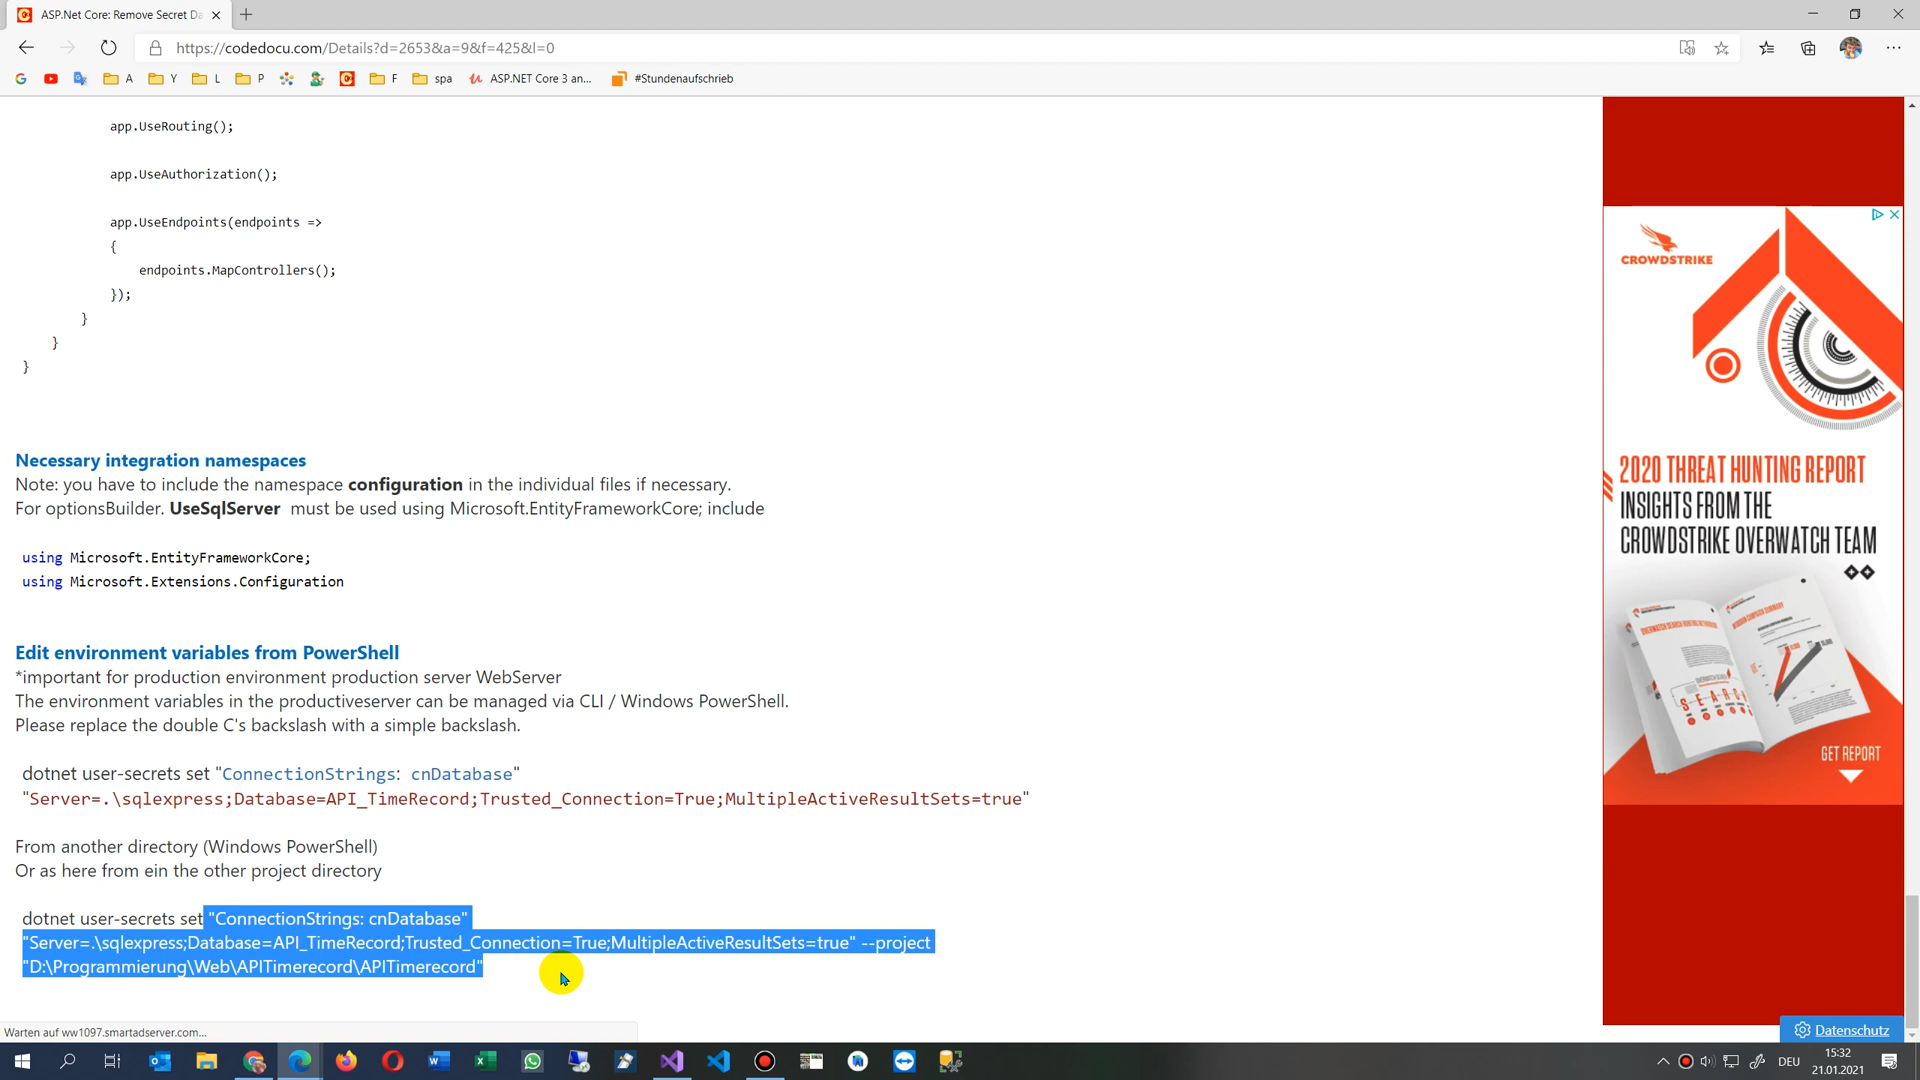 ASP.Net Core: Remove Secret Da
https://codedocu.com/Details?d=2653&a=9&f=425&l=0
A
Y
L
P
F
spa
ASP.NET Core 3 an...
#Stundenaufschrieb
app.UseRouting();
app.UseAuthorization();
app.UseEndpoints(endpoints =>
{
endpoints.MapControllers();
});
}
}
}
Necessary integration namespaces
Note: you have to include the namespace configuration in the individual files if necessary.
For optionsBuilder. UseSqlServer must be used using Microsoft.EntityFrameworkCore; include
using Microsoft.EntityFrameworkCore;
using Microsoft.Extensions.Configuration
Edit environment variables from PowerShell
*important for production environment production server WebServer
The environment variables in the productiveserver can be managed via CLI / Windows PowerShell.
Please replace the double C's backslash with a simple backslash.
dotnet user-secrets set "ConnectionStrings: cnDatabase"
"Server=.\sqlexpress;Database=API_TimeRecord;Trusted_Connection=True;MultipleActiveResultSets=true"
From another directory (Windows PowerShell)
Or as here from ein the other project directory
dotnet user-secrets set "ConnectionStrings: cnDatabase"
"Server=.\sqlexpress;Database=API_TimeRecord;Trusted_Connection=True;MultipleActiveResultSets=true" --project
"D:\Programmierung\Web\APITimerecord\APITimerecord"
CROWDSTRIKE
2020 THREAT HUNTING REPORT
INSIGHTS FROM THE
CROWDSTRIKE OVERWATCH TEAM
SEARCH
GET REPORT
Datenschutz
Warten auf ww1097.smartadserver.com...
DEU
15:32
21.01.2021